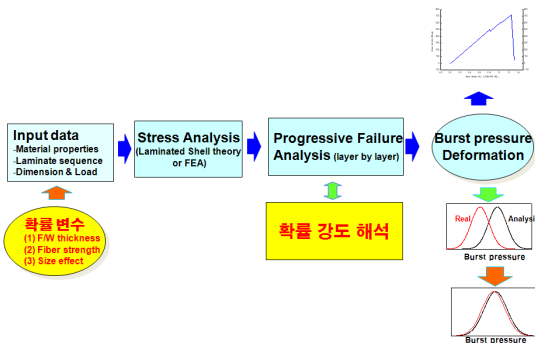 Input data
-Material properties
-Laminate sequence
-Dimension & Load
Stress Analysis
(Laminated Shell theory
or FEA)
Progressive Failure
Analysis (layer by layer)
Burst pressure
Deformation
확률 변수
(1) F/W thickness
(2) Fiber strength
(3) Size effect
확률 강도 해석
Real
Analysi
Burst pressure
Burst pressure